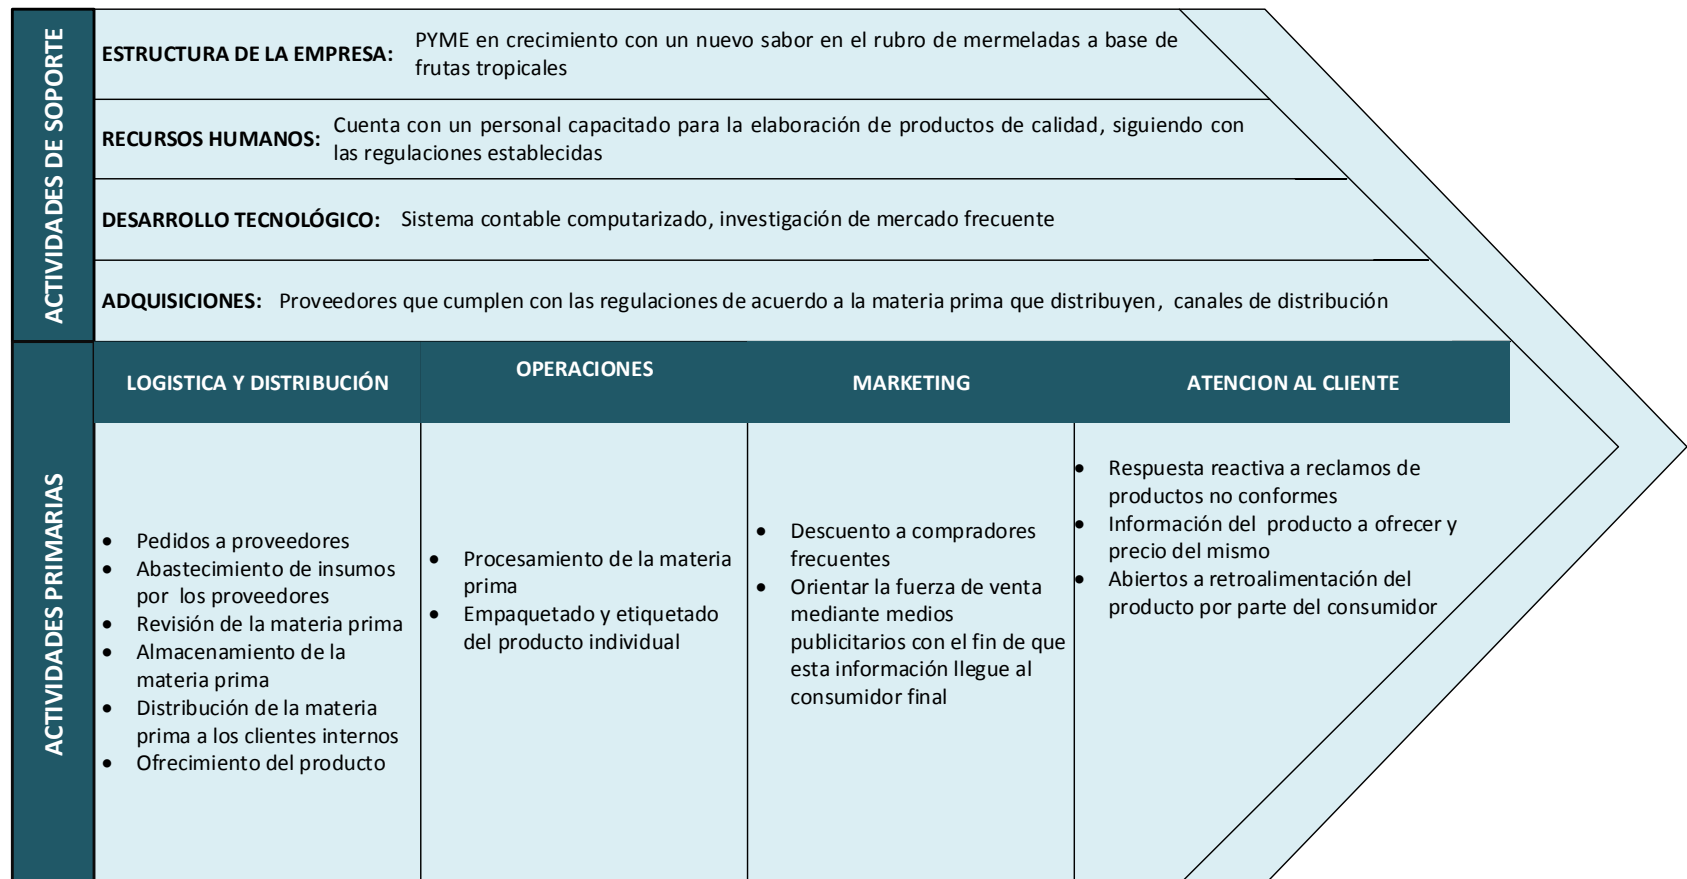 ACTIVIDADES DE SOPORTE
ESTRUCTURA DE LA EMPRESA:
PYME en crecimiento con un nuevo sabor en el rubro de mermeladas a base de
frutas tropicales
RECURSOS HUMANOS:
Cuenta con un personal capacitado para la elaboración de productos de calidad, siguiendo con
las regulaciones establecidas
DESARROLLO TECNOLÓGICO:
Sistema contable computarizado, investigación de mercado frecuente
ADQUISICIONES:
Proveedores que cumplen con las regulaciones de acuerdo a la materia prima que distribuyen, canales de distribución
ACTIVIDADES PRIMARIAS
LOGISTICA Y DISTRIBUCIÓN
• Pedidos a proveedores
• Abastecimiento de insumos
por los proveedores
• Revisión de la materia prima
• Almacenamiento de la
materia prima
• Distribución de la materia
prima a los clientes internos
• Ofrecimiento del producto
OPERACIONES
• Procesamiento de la materia
prima
• Empaquetado y etiquetado
del producto individual
MARKETING
• Descuento a compradores
frecuentes
• Orientar la fuerza de venta
mediante medios
publicitarios con el fin de que
esta información llegue al
consumidor final
ATENCION AL CLIENTE
• Respuesta reactiva a reclamos de
productos no conformes
• Información del producto a ofrecer y
precio del mismo
• Abiertos a retroalimentación del
producto por parte del consumidor